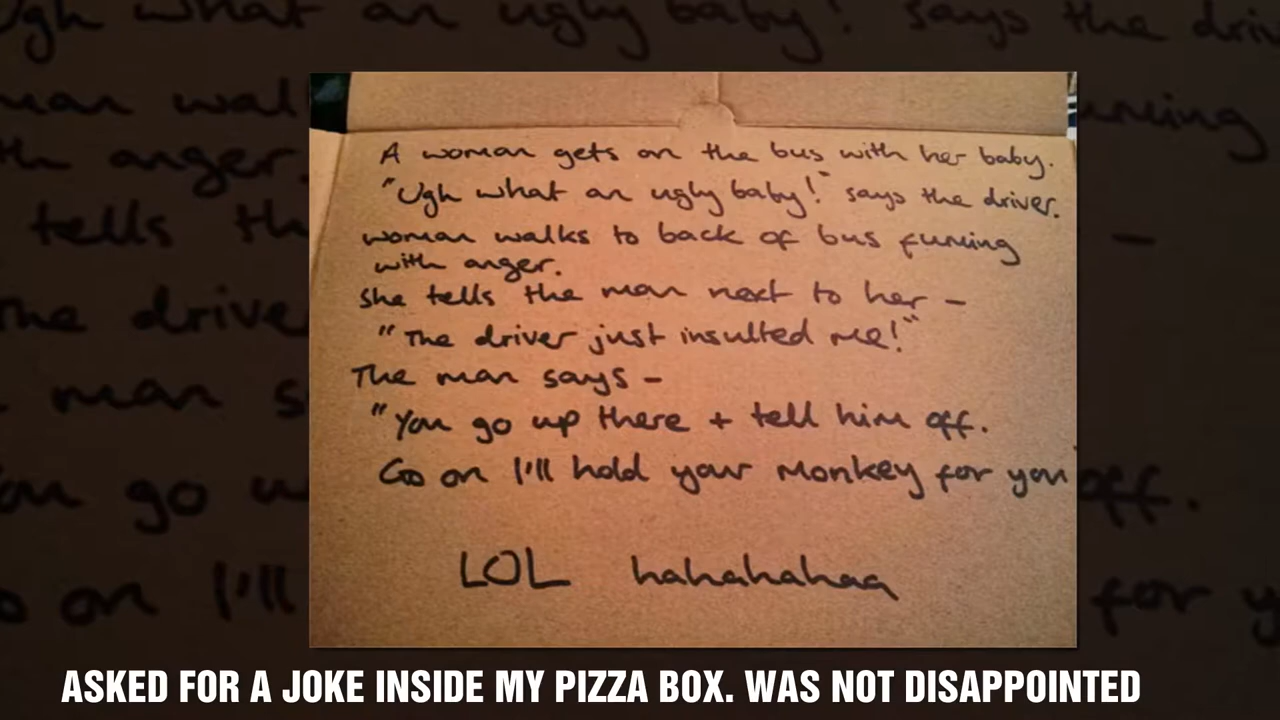 A woman gets on the bus with her baby.
"Ugh what an ugly baby!" says the driver.
woman walks to back of bus fuming
with anger.
She tells the man next to her -
"The driver just insulted me!"
The man says -
"You go up there + tell him off.
Go on I'll hold your monkey for you
LOL hahahahaa
ASKED FOR A JOKE INSIDE MY PIZZA BOX. WAS NOT DISAPPOINTED